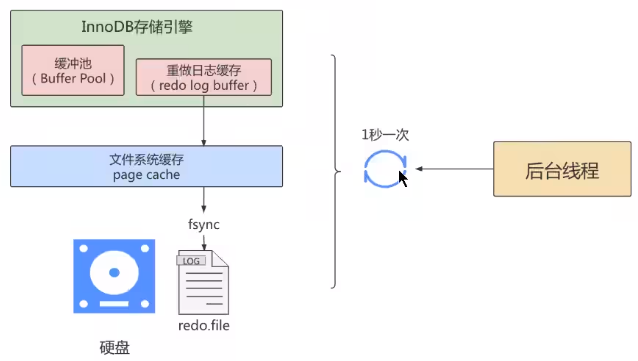 InnoDB存储引擎
缓冲池
（Buffer Pool）
重做日志缓存
（redo log buffer）
1秒一次
文件系统缓存
page cache
后台线程
fsync
LOG
redo.file
硬盘